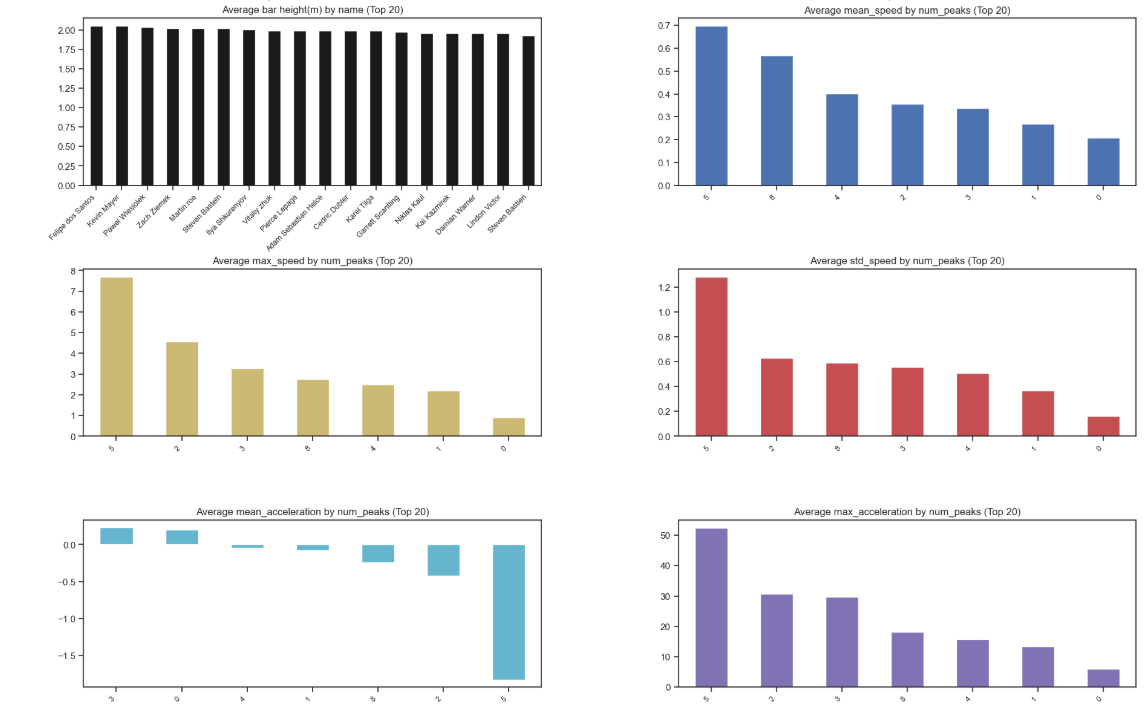 Average bar height(m) by name (Top 20)
2.00
1.75
1.50
1.25
1.00
0.75
0.50
0.25
0.00
Felipe dos Santos
Kevin Mayer
Pawel Wiesiolek
Zach Ziemek
Martin roe
Steven Bastein
Ilya Shkurenyov
Vitaliy zhuk
Pierce Lepage
Adam Sebastian Helce
Cedric Dubler
Karel Tilga
Garrett Scantling
Niklas Kaul
Kai Kazmirek
Damian Warner
Lindon Victor
Steven Bastien
Average mean_speed by num_peaks (Top 20)
0.7
0.6
0.5
0.4
0.3
0.2
0.1
0.0
5 8 4 2 3 1 0
Average max_speed by num_peaks (Top 20)
8
7
6
5
4
3
2
1
0
5 2 3 8 4 1 0
Average std_speed by num_peaks (Top 20)
1.2
1.0
0.8
0.6
0.4
0.2
0.0
5 2 8 3 4 1 0
Average mean_acceleration by num_peaks (Top 20)
0.0
−0.5
−1.0
−1.5
3 0 4 1 8 2 5
Average max_acceleration by num_peaks (Top 20)
50
40
30
20
10
0
5 2 3 8 4 1 0